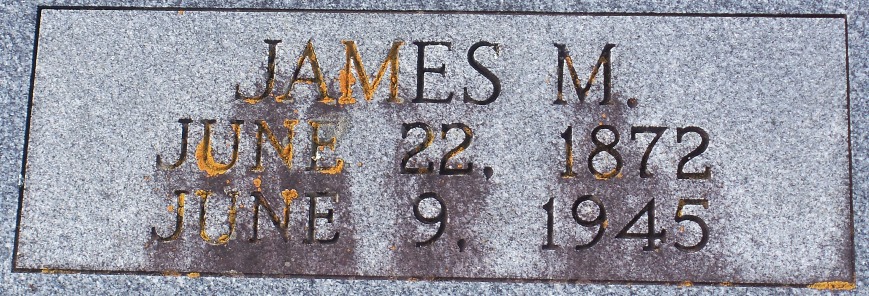 JAMES M.
JUNE 22, 1872
JUNE 9, 1945